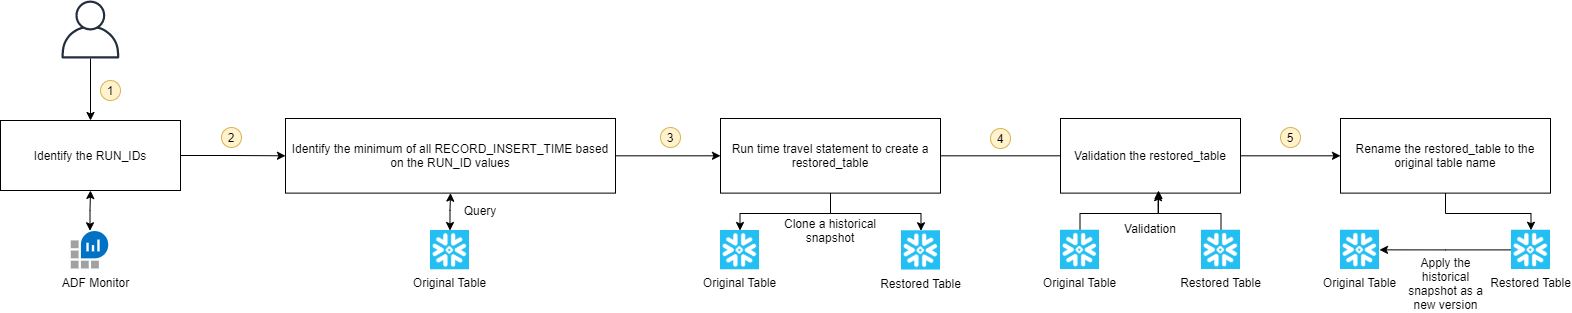 1
Identify the RUN_IDs
ADF Monitor
2
Identify the minimum of all RECORD_INSERT_TIME based
on the RUN_ID values
Query
Original Table
3
Run time travel statement to create a
restored_table
Clone a historical
snapshot
Original Table
Restored Table
4
Validation the restored_table
Validation
Original Table
Restored Table
5
Rename the restored_table to the
original table name
Apply the
historical
snapshot as a
new version
Original Table
Restored Table